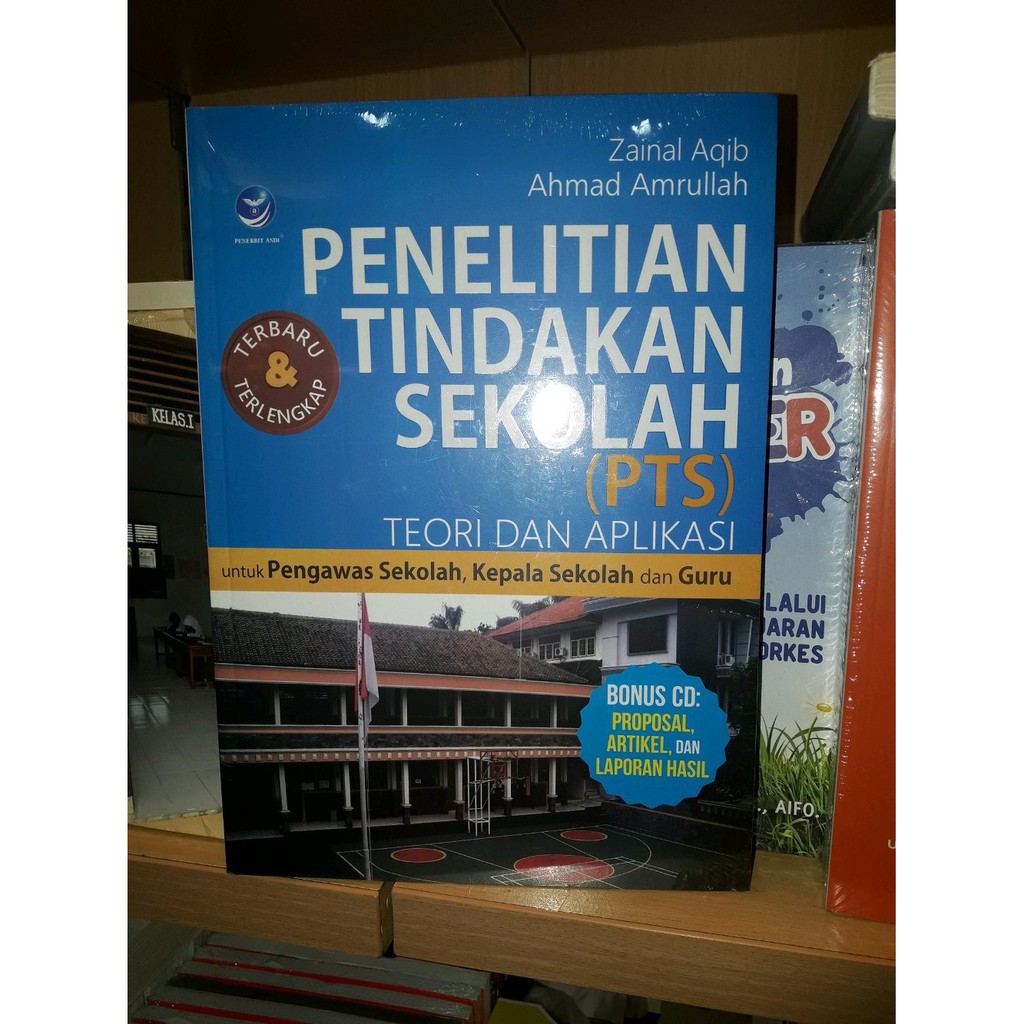 Zainal Aqib
Ahmad Amrullah
PENERBIT ANDI
PENELITIAN
TINDAKAN
SEKOLAH
(PTS)
TERBARU
&
TERLENGKAP
TEORI DAN APLIKASI
untuk Pengawas Sekolah, Kepala Sekolah dan Guru
BONUS CD:
PROPOSAL,
ARTIKEL, DAN
LAPORAN HASIL
KELAS.I
n
ER
LALUI
JARAN
ORKES
., AIFO.